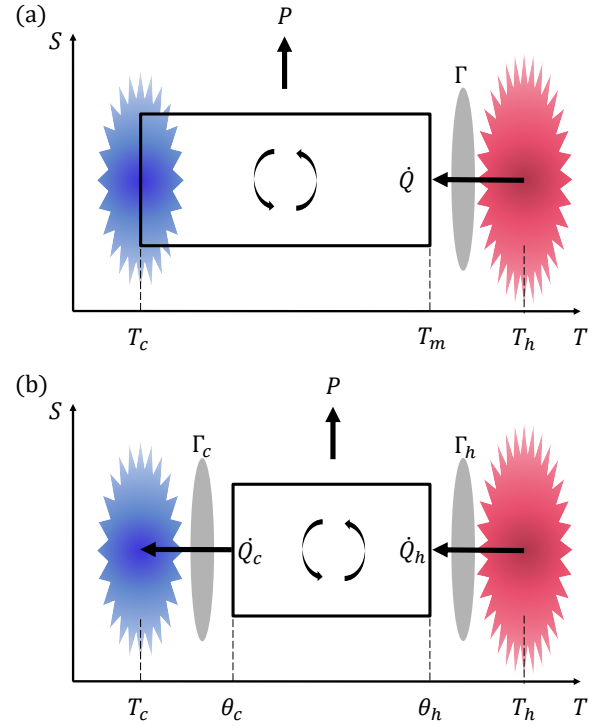 (a)
P
S
Γ
Q̇
T_c
T_m
T_h
T
(b)
P
S
Γ_c
Γ_h
Q̇_c
Q̇_h
T_c
θ_c
θ_h
T_h
T